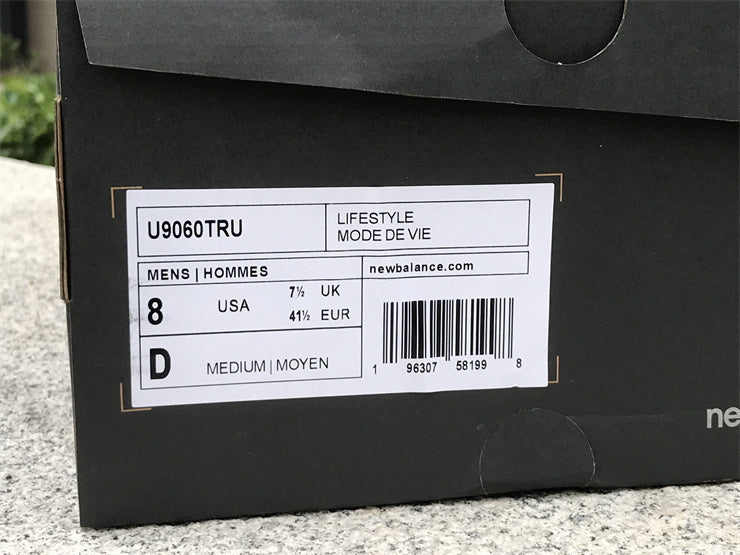 U9060TRU
LIFESTYLE
MODE DE VIE
MENS | HOMMES
newbalance.com
8 USA 7½ UK
41½ EUR
D MEDIUM | MOYEN
1 96307 58199 8
ne